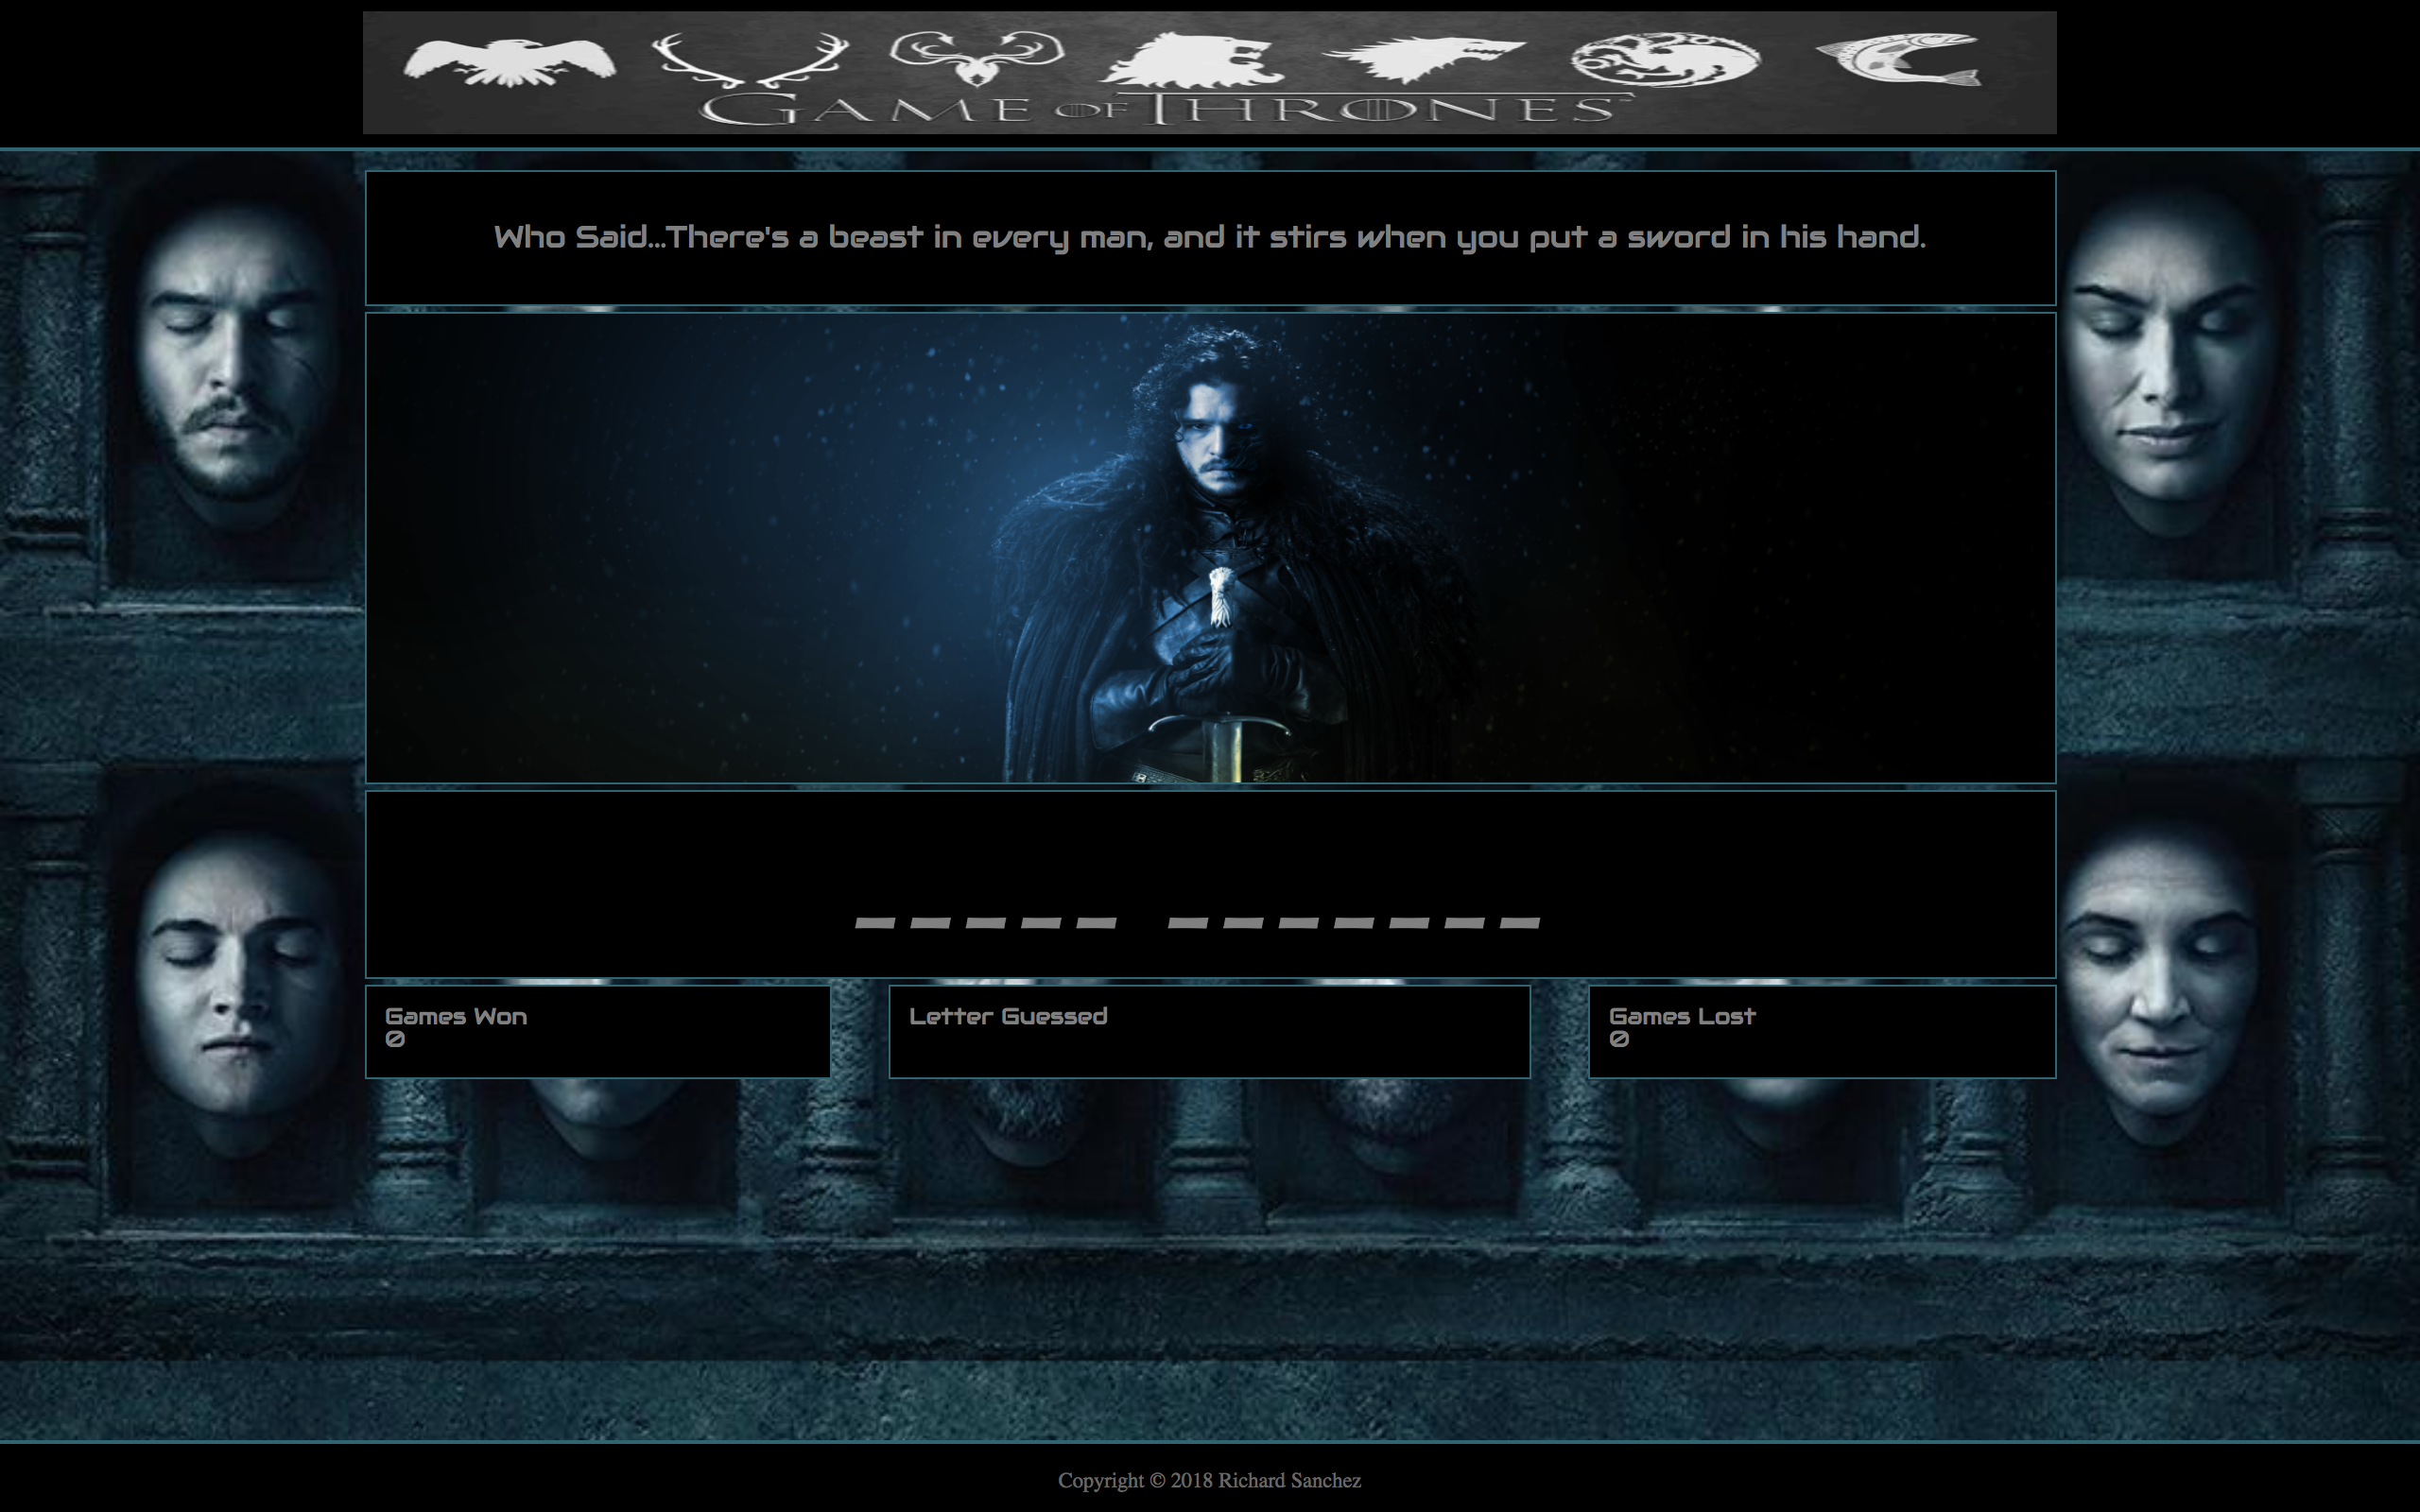 GAME OF THRONES
Who Said...There's a beast in every man, and it stirs when you put a sword in his hand.
_ _ _ _ _   _ _ _ _ _ _ _
Games Won
0
Letter Guessed
Games Lost
0
Copyright © 2018 Richard Sanchez